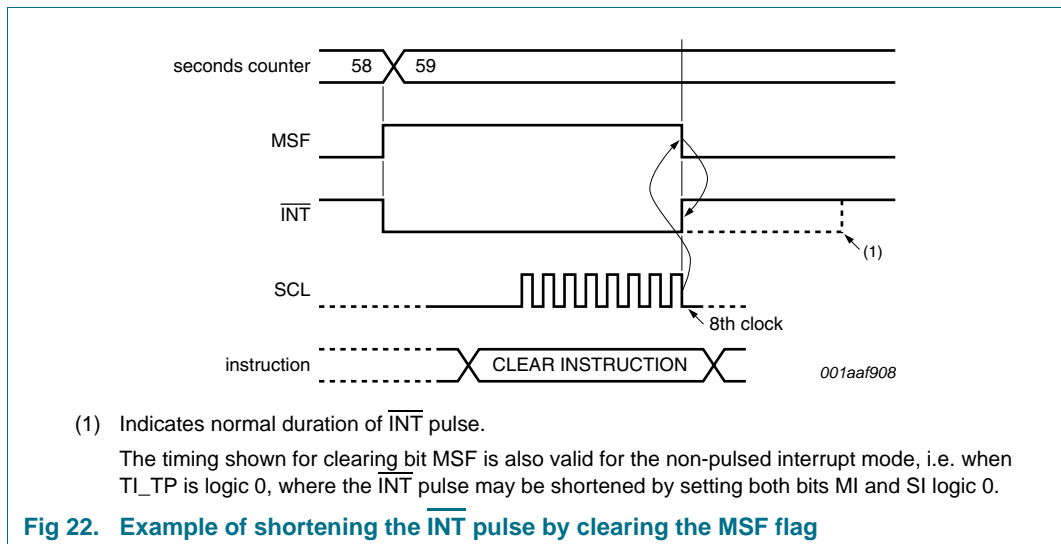 seconds counter 58 59
MSF
INT
(1)
SCL
8th clock
instruction CLEAR INSTRUCTION
001aaf908
(1) Indicates normal duration of INT pulse.
The timing shown for clearing bit MSF is also valid for the non-pulsed interrupt mode, i.e. when
TI_TP is logic 0, where the INT pulse may be shortened by setting both bits MI and SI logic 0.
Fig 22. Example of shortening the INT pulse by clearing the MSF flag